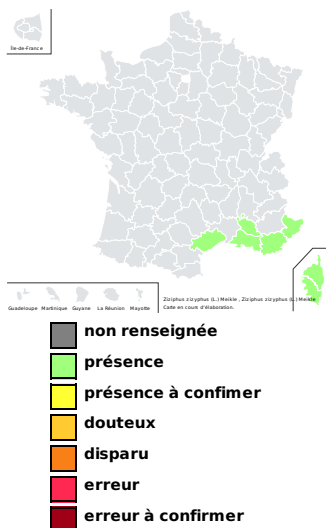 Île-de-France
Ziziphus zizyphus (L.) Meikle , Ziziphus zizyphus (L.) Meikle
Guadeloupe Martinique Guyane La Réunion Mayotte
Carte en cours d'élaboration.
non renseignée
présence
présence à confimer
douteux
disparu
erreur
erreur à confirmer